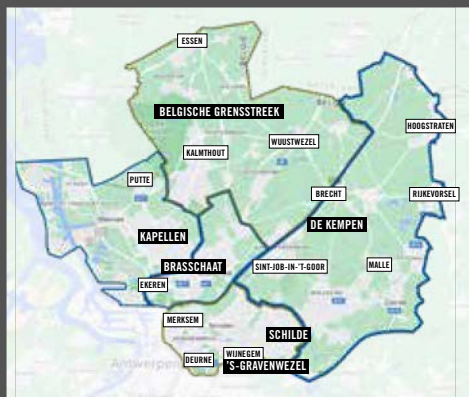 ESSEN
BELGISCHE GRENSSTREEK
HOOGSTRATEN
WUUSTWEZEL
KALMTHOUT
PUTTE
BRECHT
RIJKEVORSEL
DE KEMPEN
KAPELLEN
BRASSCHAAT
SINT-JOB-IN-'T-GOOR
MALLE
EKEREN
MERKSEM
SCHILDE
WIJNEGEM
DEURNE
'S-GRAVENWEZEL
Antwerpen